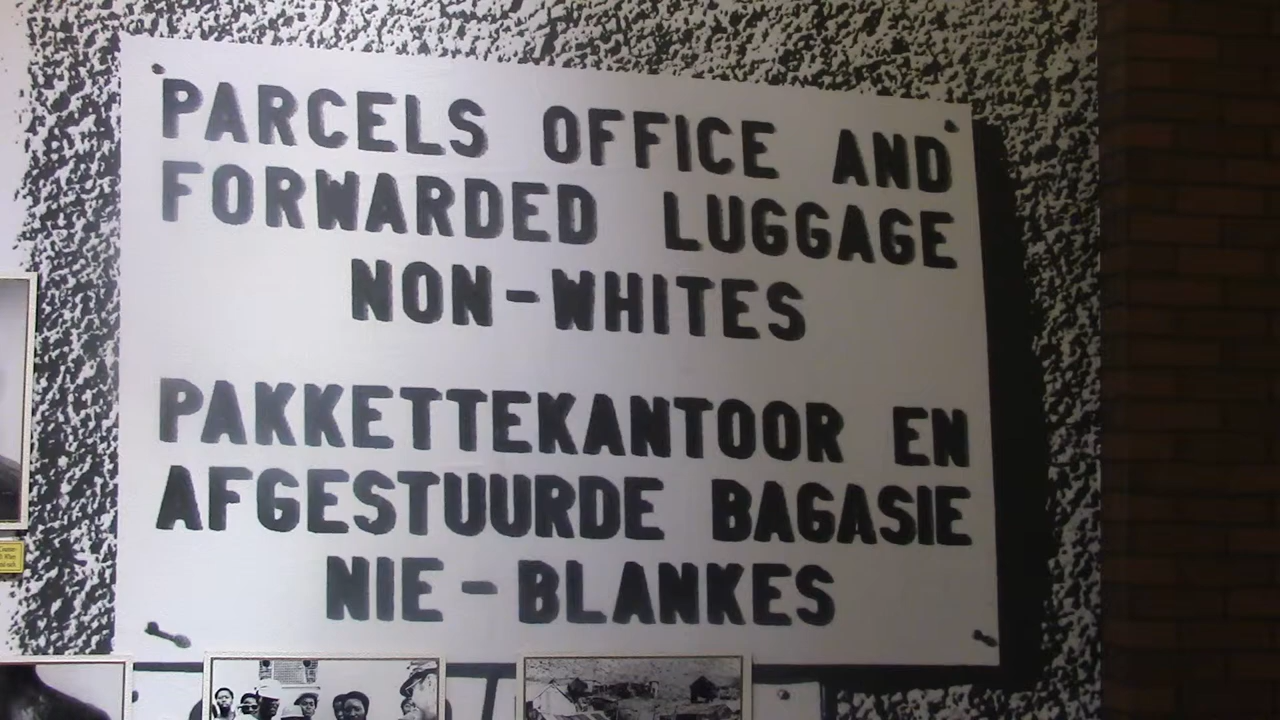 PARCELS OFFICE AND
FORWARDED LUGGAGE
NON-WHITES
PAKKETTEKANTOOR EN
AFGESTUURDE BAGASIE
NIE-BLANKES